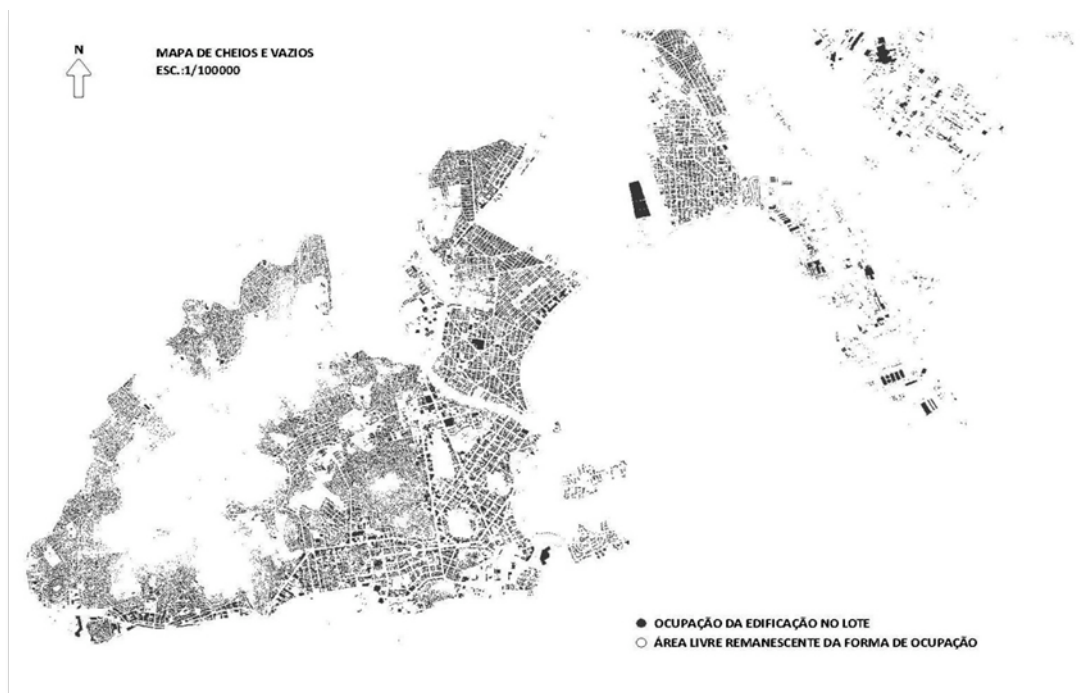 N
MAPA DE CHEIOS E VAZIOS
ESC.:1/100000
OCUPAÇÃO DA EDIFICAÇÃO NO LOTE
ÁREA LIVRE REMANESCENTE DA FORMA DE OCUPAÇÃO